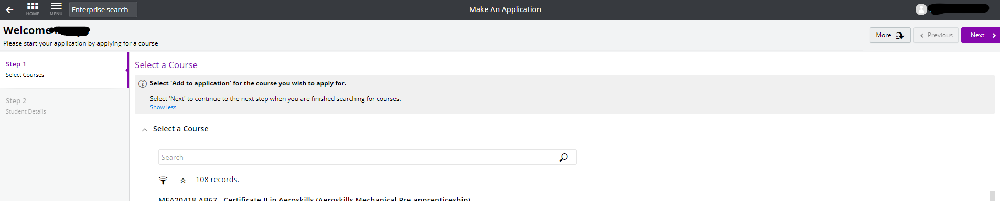 HOME
MENU
Enterprise search
Make An Application
Welcome
Please start your application by applying for a course
More
Previous
Next
Step 1
Select Courses
Step 2
Student Details
Select a Course
Select 'Add to application' for the course you wish to apply for.
Select 'Next' to continue to the next step when you are finished searching for courses.
Show less
Select a Course
Search
108 records.
MEA20418-AB67 - Certificate II in Aeroskills (Aeroskills Mechanical Pre-apprenticeship)